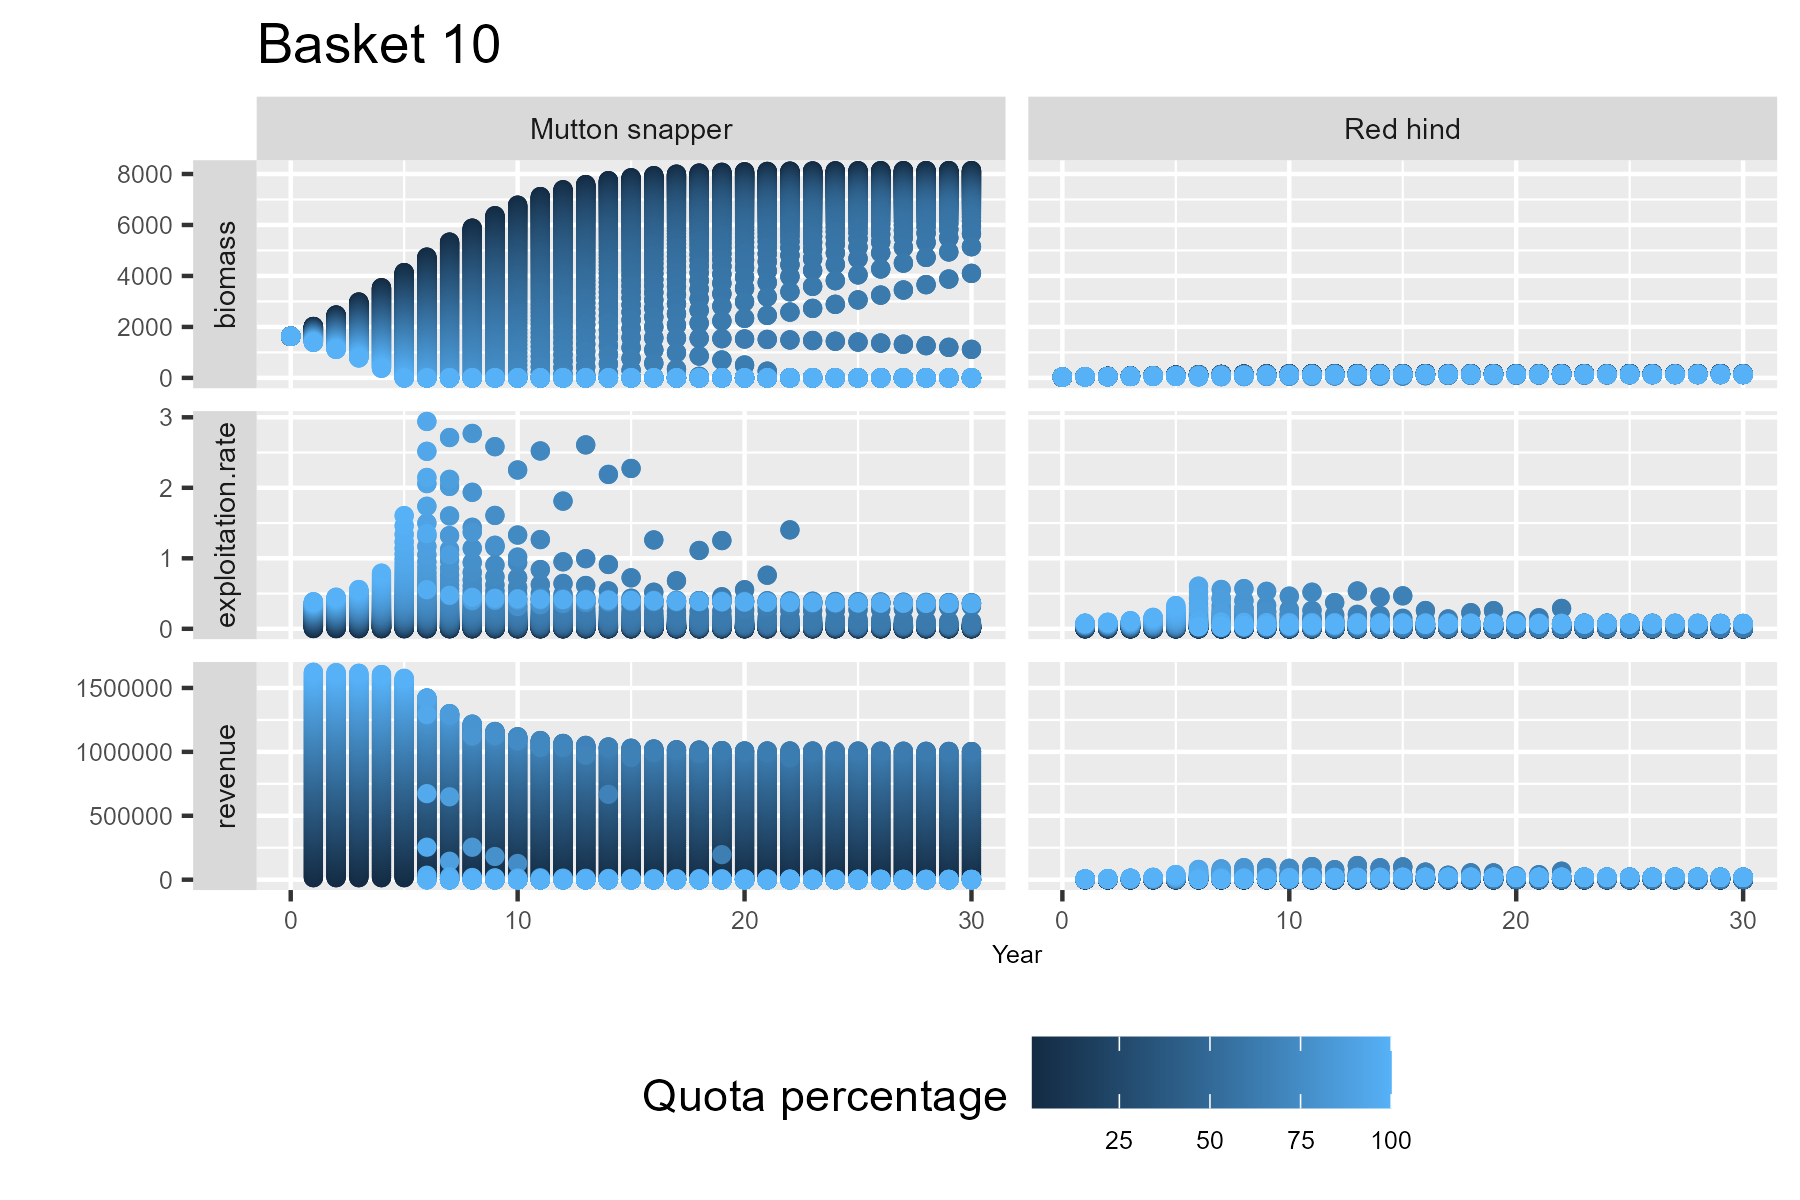 Basket 10
Mutton snapper
Red hind
biomass
8000
6000
4000
2000
0
exploitation.rate
3
2
1
0
revenue
1500000
1000000
500000
0
0 10 20 30
0 10 20 30
Year
Quota percentage
25 50 75 100